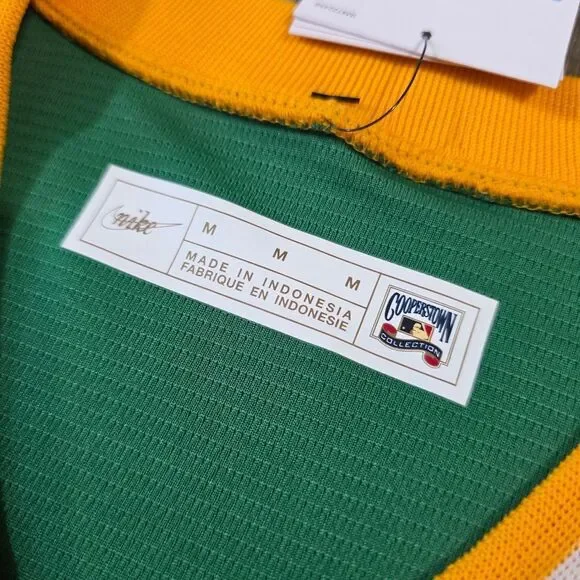 nike
M M M
MADE IN INDONESIA
FABRIQUE EN INDONESIE
COOPERSTOWN
COLLECTION